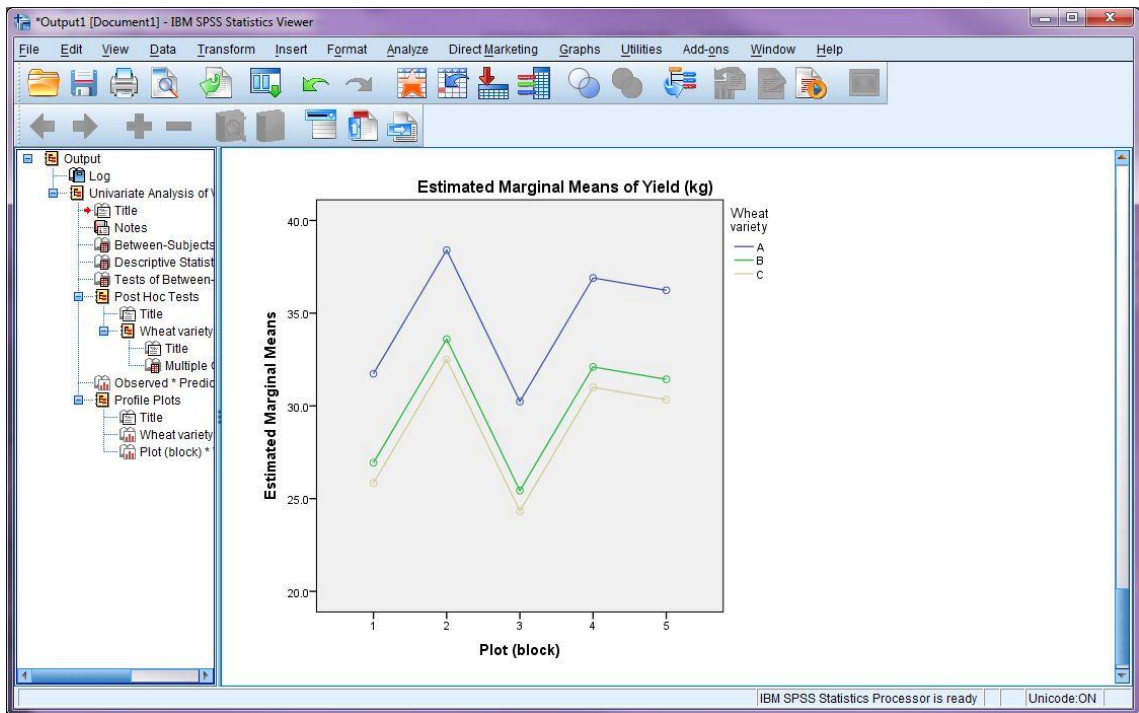 *Output1 [Document1] - IBM SPSS Statistics Viewer
File Edit View Data Transform Insert Format Analyze Direct Marketing Graphs Utilities Add-ons Window Help
Output
Log
Univariate Analysis of V
Title
Notes
Between-Subjects
Descriptive Statist
Tests of Between-
Post Hoc Tests
Title
Wheat variety
Title
Multiple C
Observed * Predic
Profile Plots
Title
Wheat variety
Plot (block) * 
Estimated Marginal Means of Yield (kg)
Estimated Marginal Means
40.0
35.0
30.0
25.0
20.0
1 2 3 4 5
Plot (block)
Wheat
variety
A
B
C
IBM SPSS Statistics Processor is ready Unicode:ON